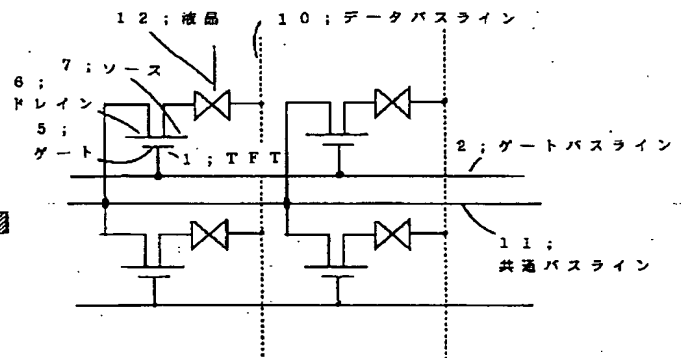 12;液晶
10;データバスライン
7;ソース
6;
ドレイン
5;
ゲート
1;TFT
2;ゲートバスライン
11;
共通バスライン